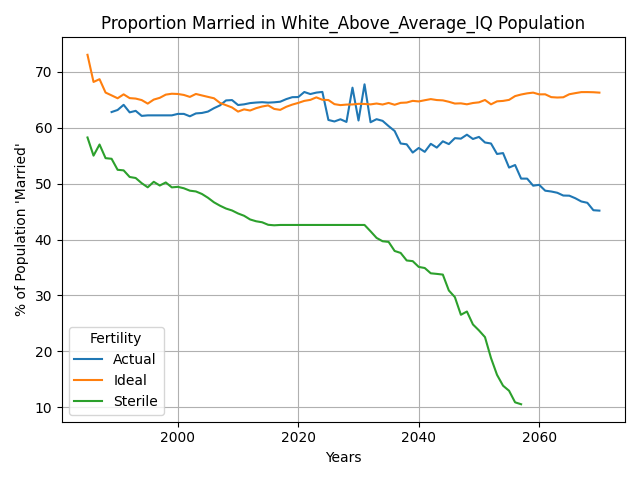 Proportion Married in White_Above_Average_IQ Population
% of Population 'Married'
70
60
50
40
30
20
10
Fertility
Actual
Ideal
Sterile
2000
2020
2040
2060
Years